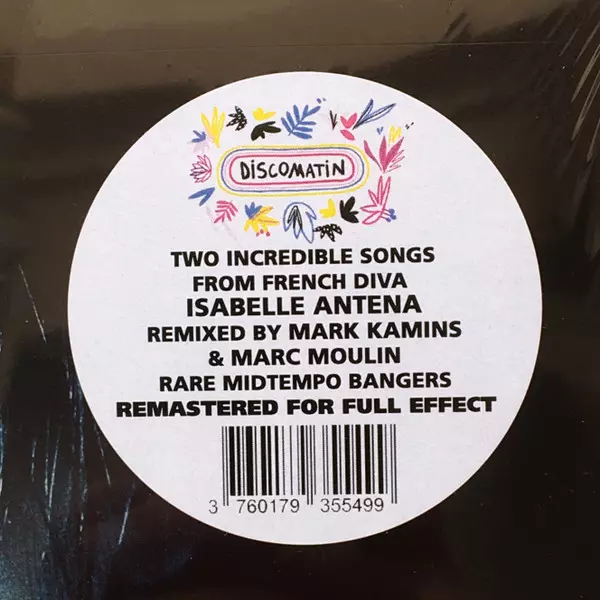 DiSCOMATiN
TWO INCREDIBLE SONGS
FROM FRENCH DIVA
ISABELLE ANTENA
REMIXED BY MARK KAMINS
& MARC MOULIN
RARE MIDTEMPO BANGERS
REMASTERED FOR FULL EFFECT
3 760179 355499